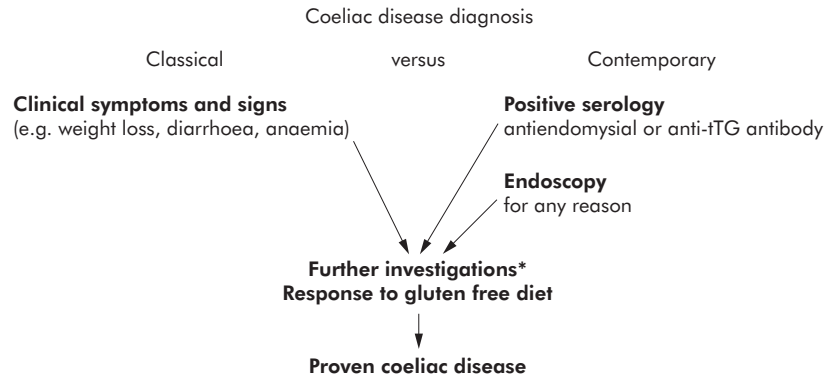 Coeliac disease diagnosis
Classical versus Contemporary
Clinical symptoms and signs
(e.g. weight loss, diarrhoea, anaemia)
Positive serology
antiendomysial or anti-tTG antibody
Endoscopy
for any reason
Further investigations*
Response to gluten free diet
Proven coeliac disease